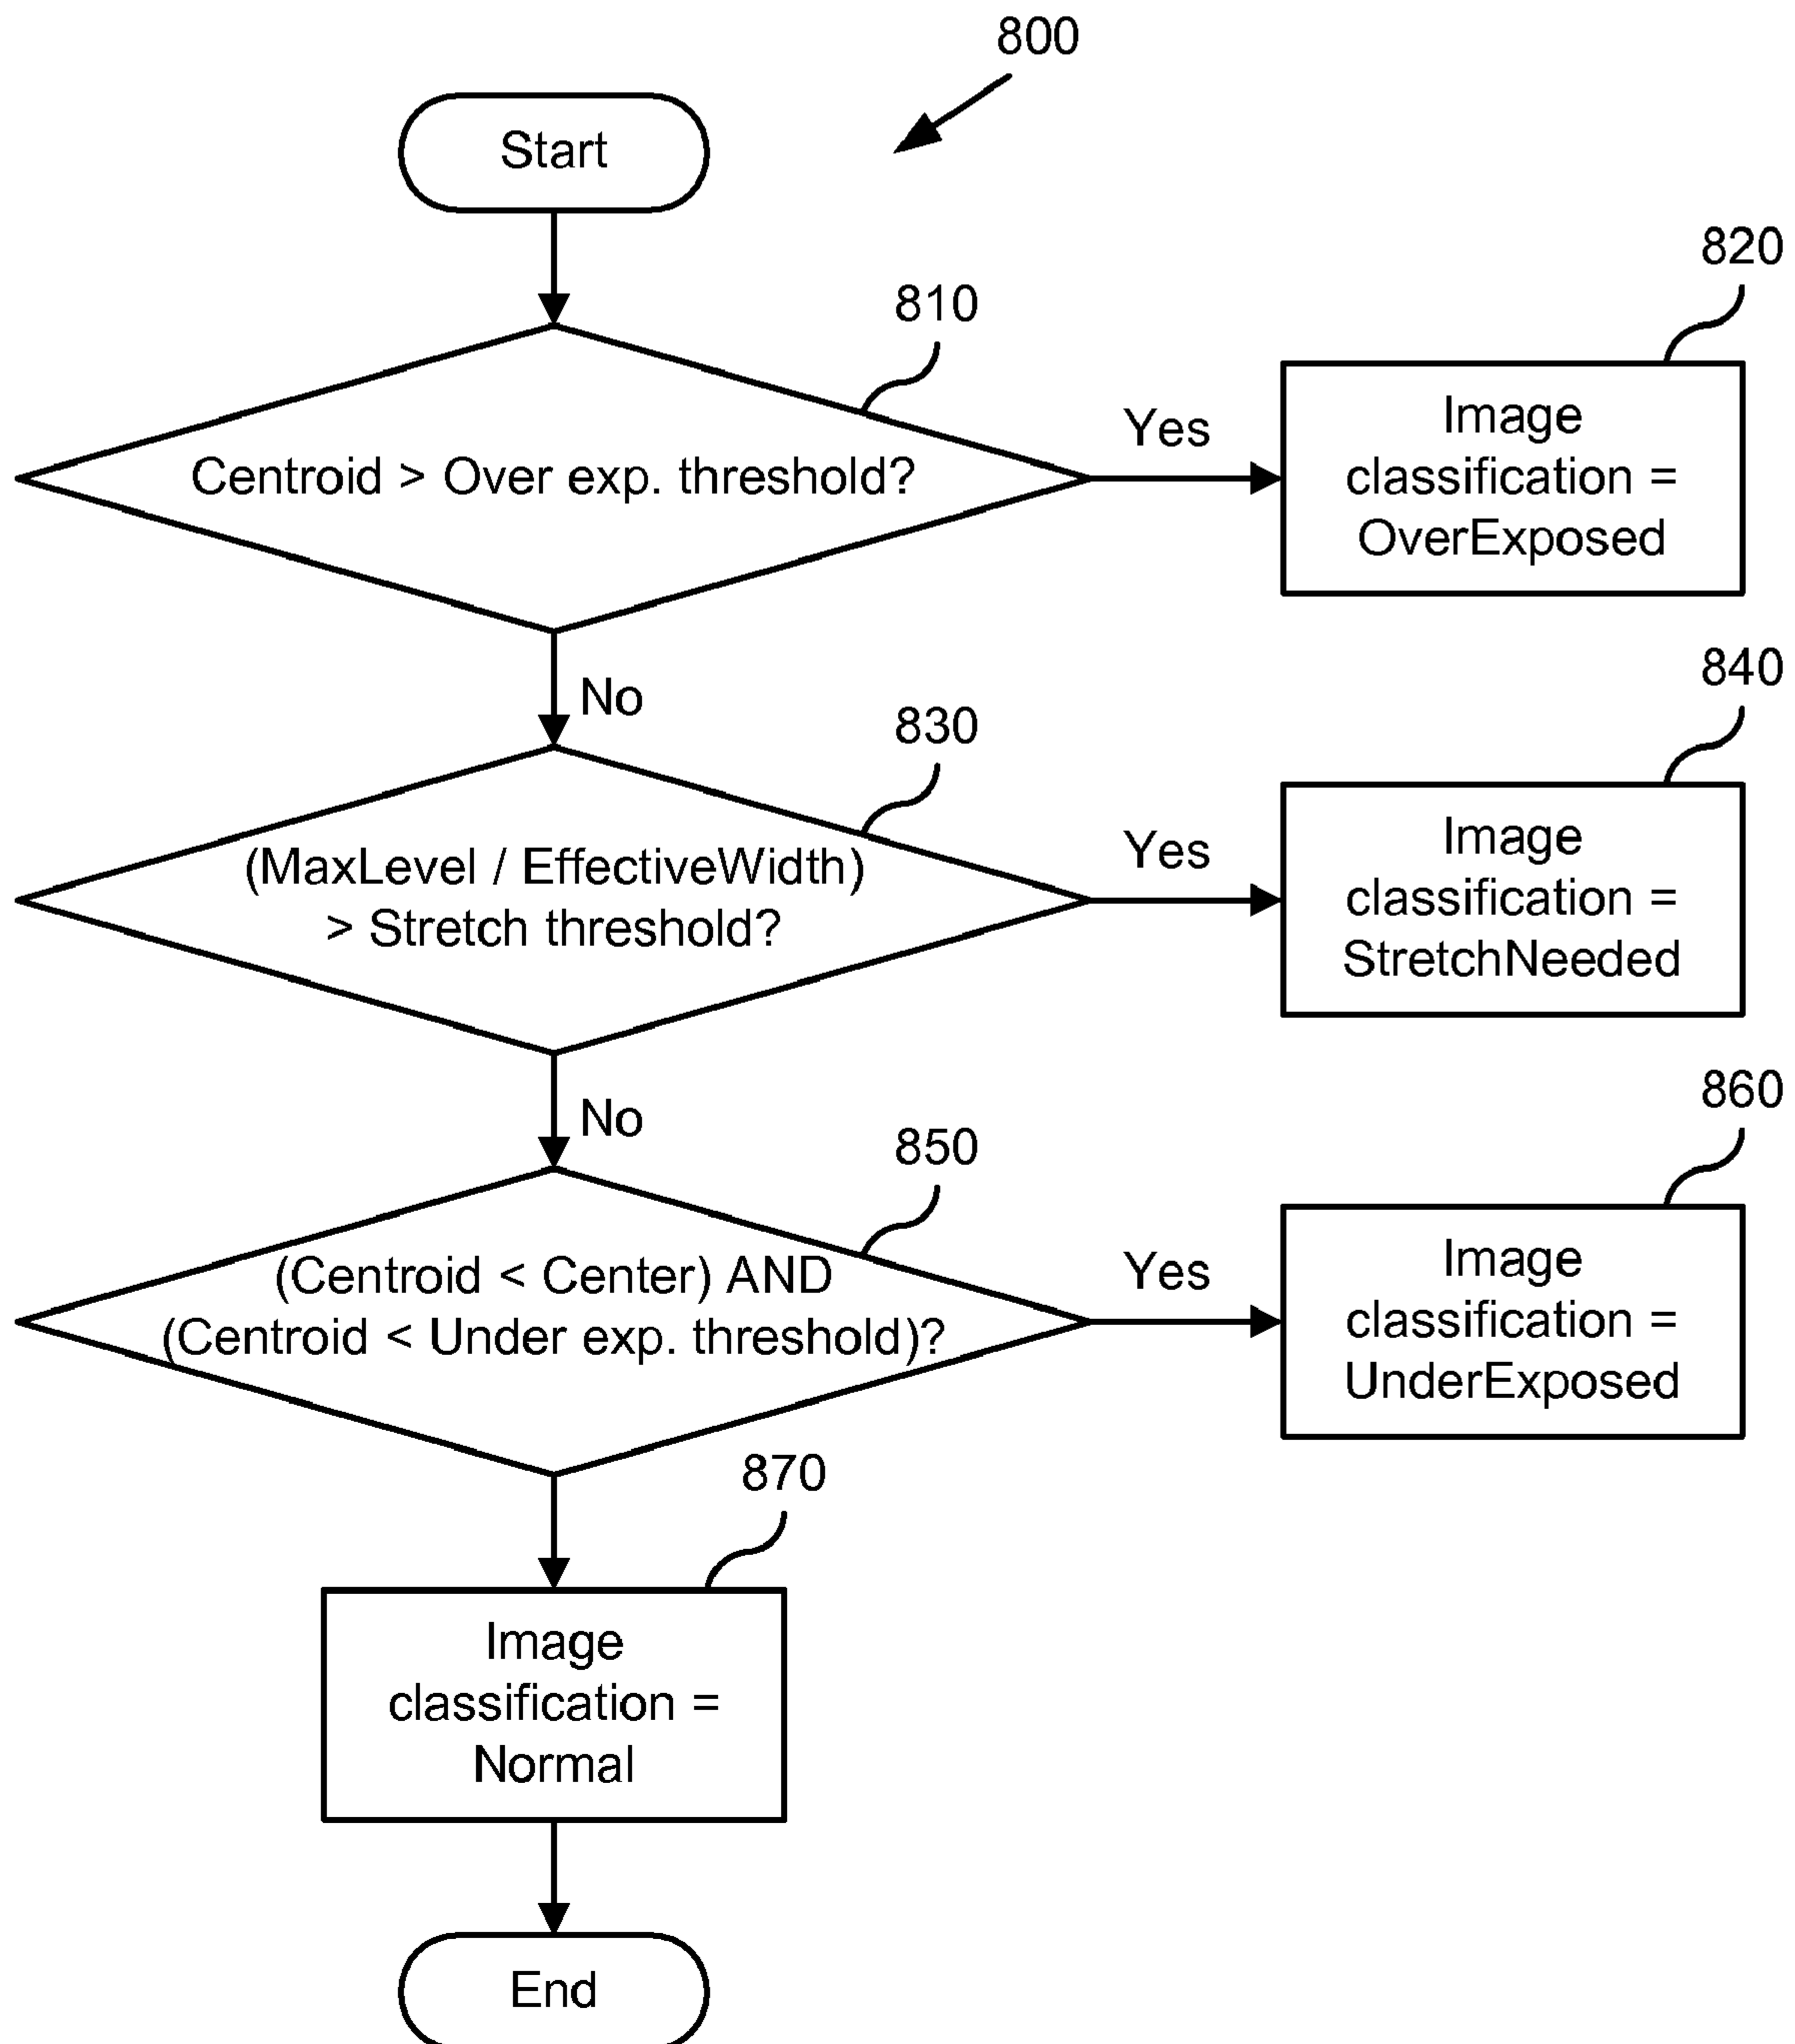 800
Start
810
820
Centroid > Over exp. threshold?
Yes
Image
classification =
OverExposed
No
830
840
(MaxLevel / EffectiveWidth)
> Stretch threshold?
Yes
Image
classification =
StretchNeeded
No
850
860
(Centroid < Center) AND
(Centroid < Under exp. threshold)?
Yes
Image
classification =
UnderExposed
870
Image
classification =
Normal
End